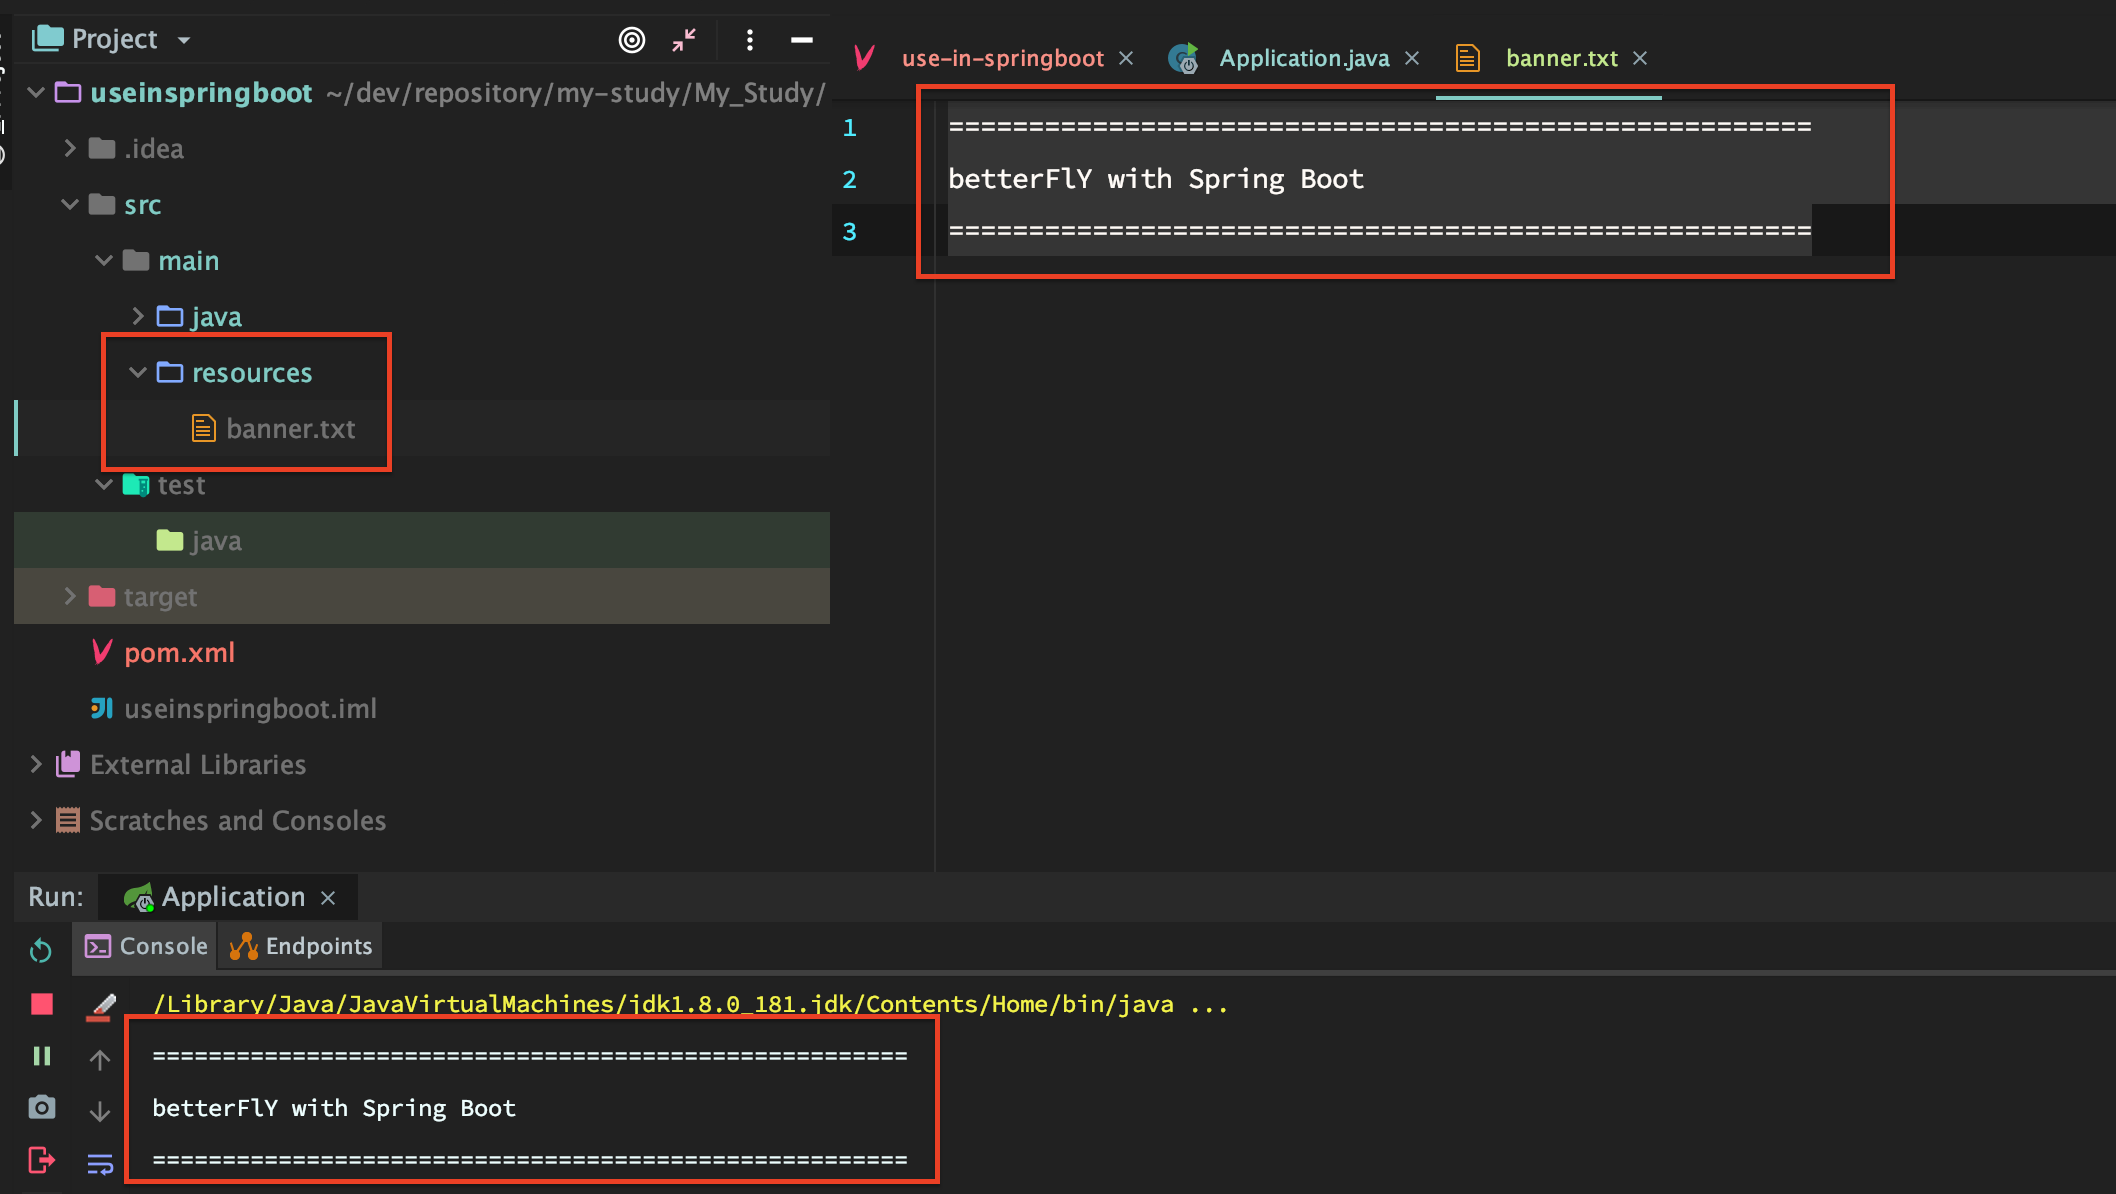 Project
useinspringboot ~/dev/repository/my-study/My_Study/
.idea
src
main
java
resources
banner.txt
test
java
target
pom.xml
useinspringboot.iml
External Libraries
Scratches and Consoles
use-in-springboot
Application.java
banner.txt
1 ======================================================
2 betterFlY with Spring Boot
3 ======================================================
Run: Application
Console Endpoints
/Library/Java/JavaVirtualMachines/jdk1.8.0_181.jdk/Contents/Home/bin/java ...
======================================================
betterFlY with Spring Boot
======================================================